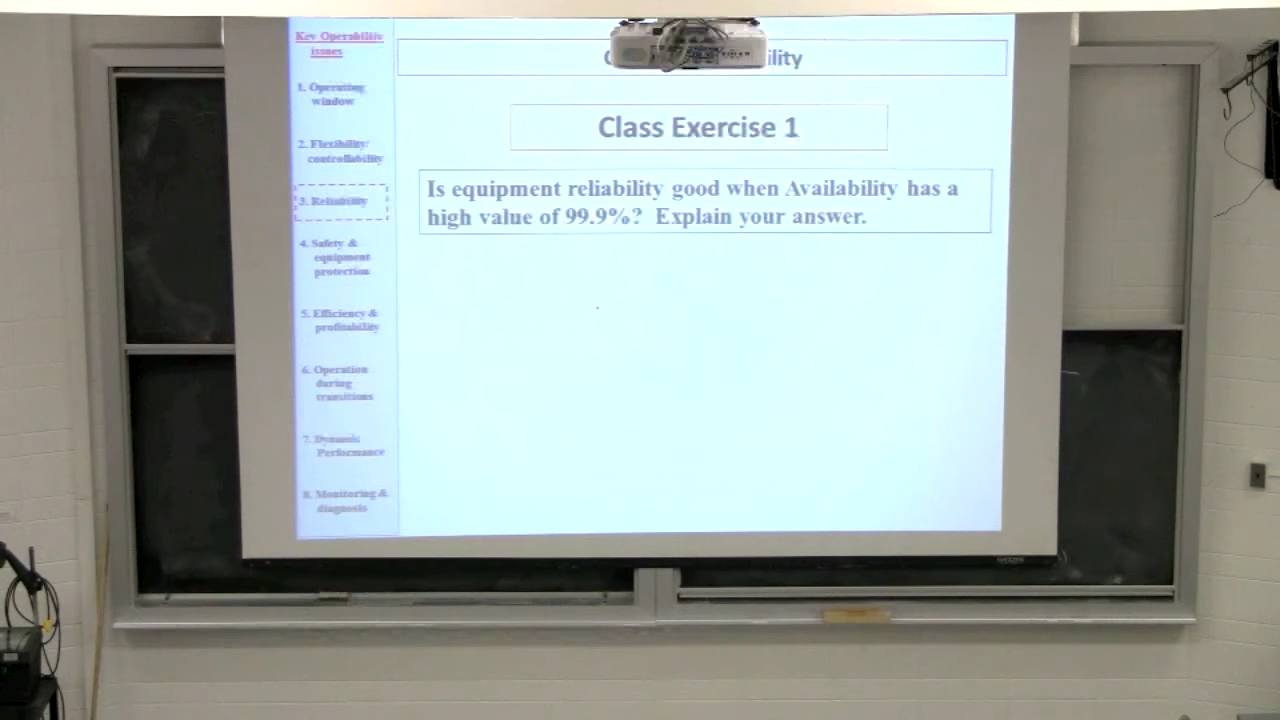 Key Operability
issues
1. Operating
window
2. Flexibility/
controllability
3. Reliability
4. Safety &
equipment
protection
5. Efficiency &
profitability
6. Operation
during
transitions
7. Dynamic
Performance
8. Monitoring &
diagnosis
Class Exercise 1
Is equipment reliability good when Availability has a
high value of 99.9%? Explain your answer.